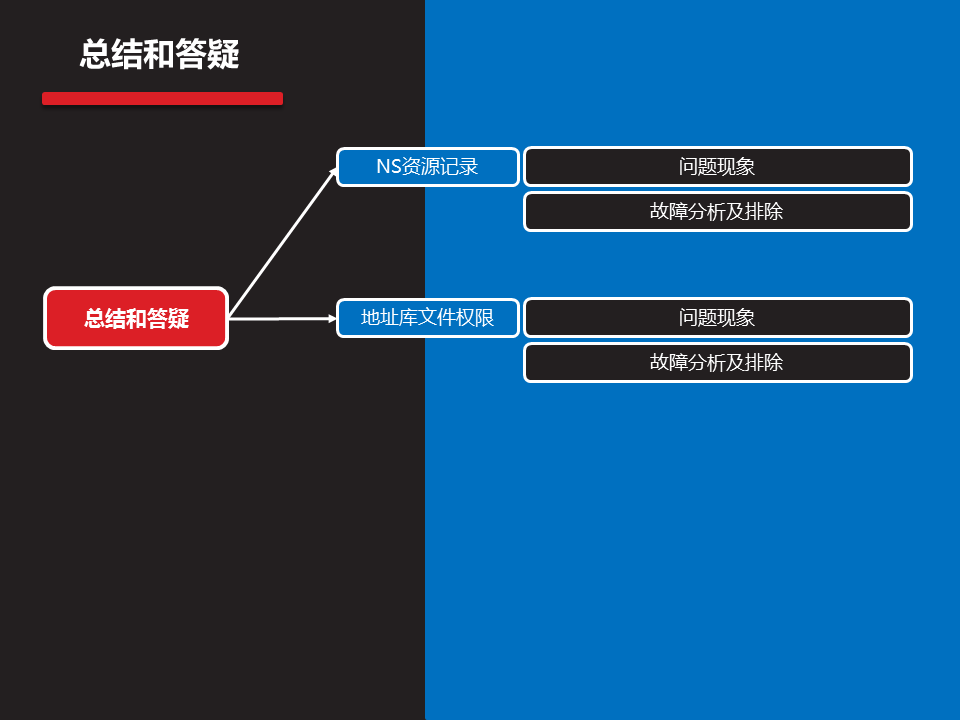 总结和答疑
NS资源记录
问题现象
故障分析及排除
总结和答疑
地址库文件权限
问题现象
故障分析及排除